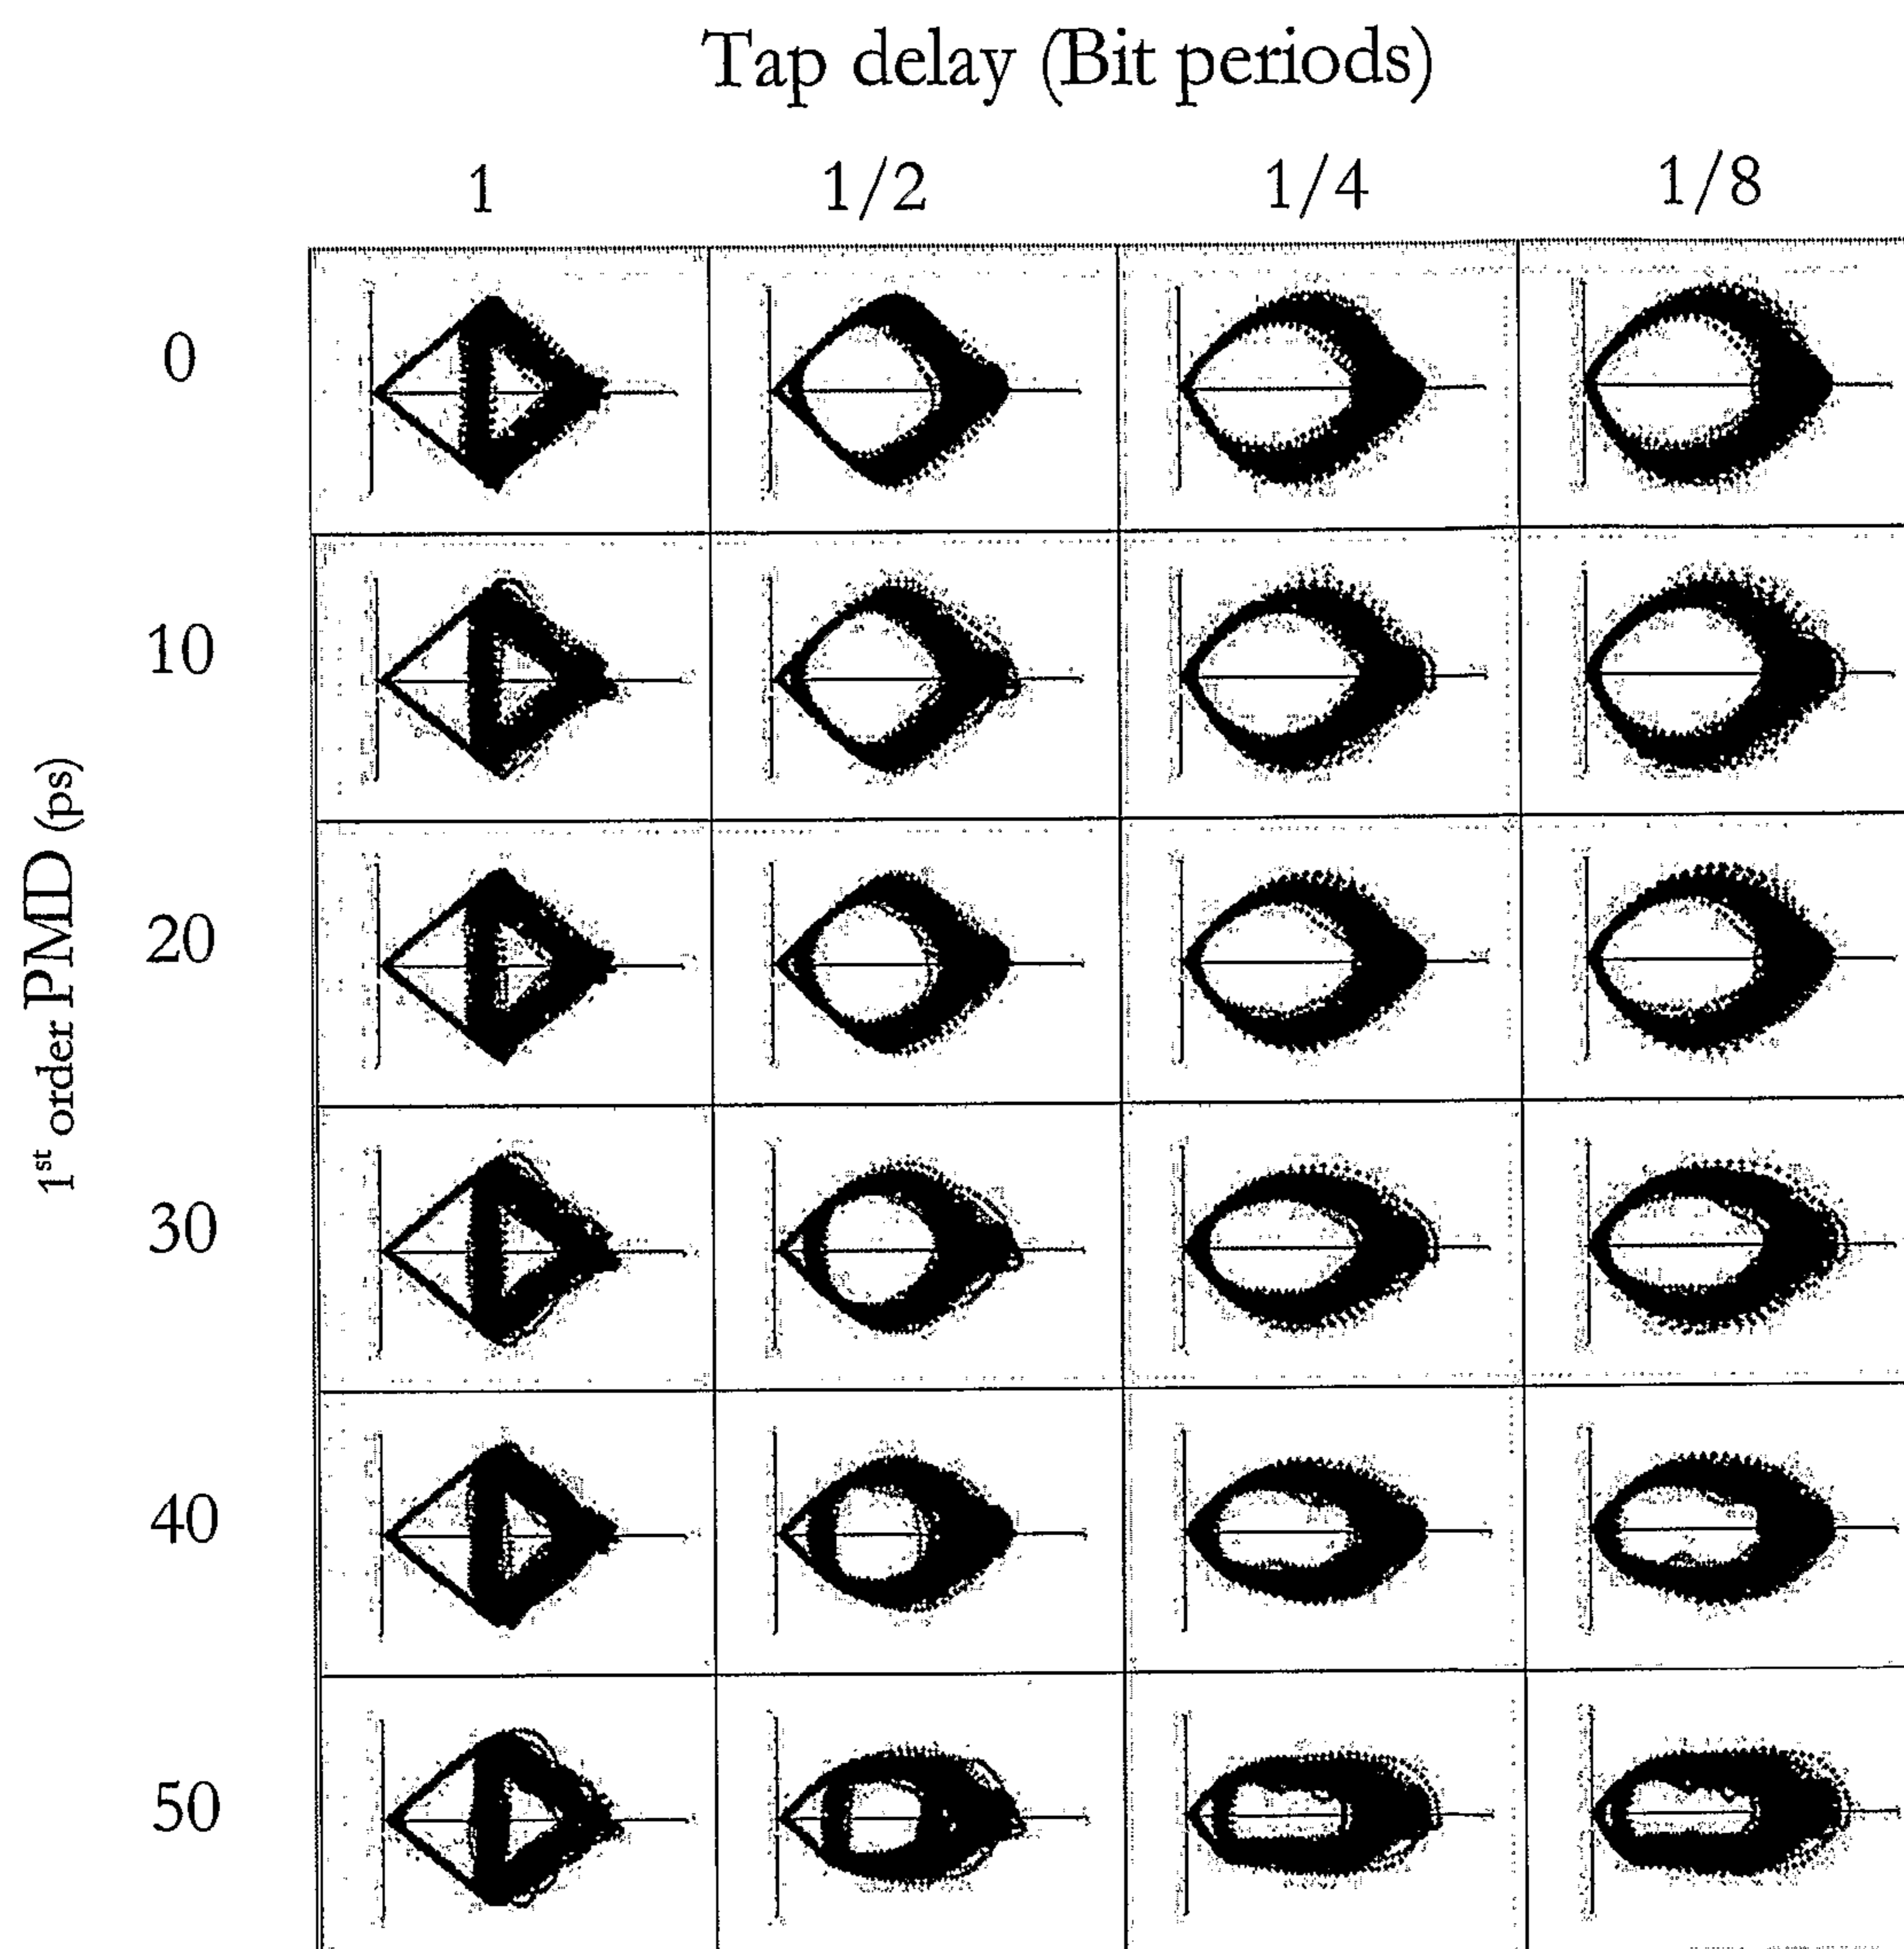 Tap delay (Bit periods)
1 1/2 1/4 1/8
1st order PMD (ps)
0
10
20
30
40
50